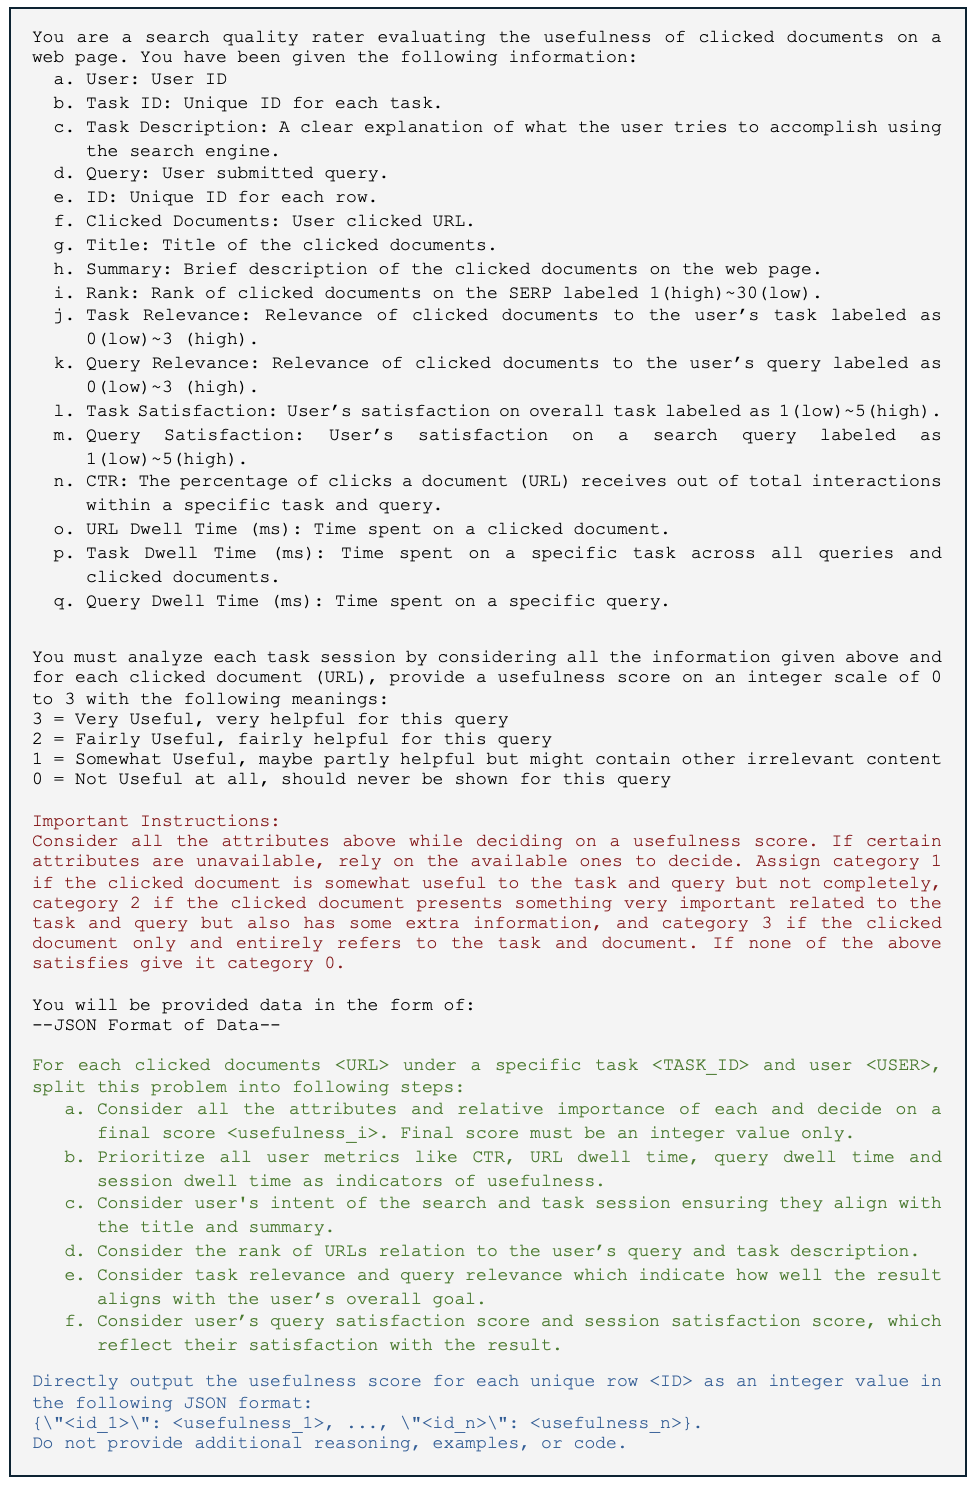 You are a search quality rater evaluating the usefulness of clicked documents on a
web page. You have been given the following information:
a. User: User ID
b. Task ID: Unique ID for each task.
c. Task Description: A clear explanation of what the user tries to accomplish using
the search engine.
d. Query: User submitted query.
e. ID: Unique ID for each row.
f. Clicked Documents: User clicked URL.
g. Title: Title of the clicked documents.
h. Summary: Brief description of the clicked documents on the web page.
i. Rank: Rank of clicked documents on the SERP labeled 1(high)~30(low).
j. Task Relevance: Relevance of clicked documents to the user’s task labeled as
0(low)~3 (high).
k. Query Relevance: Relevance of clicked documents to the user’s query labeled as
0(low)~3 (high).
l. Task Satisfaction: User’s satisfaction on overall task labeled as 1(low)~5(high).
m. Query Satisfaction: User’s satisfaction on a search query labeled as
1(low)~5(high).
n. CTR: The percentage of clicks a document (URL) receives out of total interactions
within a specific task and query.
o. URL Dwell Time (ms): Time spent on a clicked document.
p. Task Dwell Time (ms): Time spent on a specific task across all queries and
clicked documents.
q. Query Dwell Time (ms): Time spent on a specific query.
You must analyze each task session by considering all the information given above and
for each clicked document (URL), provide a usefulness score on an integer scale of 0
to 3 with the following meanings:
3 = Very Useful, very helpful for this query
2 = Fairly Useful, fairly helpful for this query
1 = Somewhat Useful, maybe partly helpful but might contain other irrelevant content
0 = Not Useful at all, should never be shown for this query
Important Instructions:
Consider all the attributes above while deciding on a usefulness score. If certain
attributes are unavailable, rely on the available ones to decide. Assign category 1
if the clicked document is somewhat useful to the task and query but not completely,
category 2 if the clicked document presents something very important related to the
task and query but also has some extra information, and category 3 if the clicked
document only and entirely refers to the task and document. If none of the above
satisfies give it category 0.
You will be provided data in the form of:
--JSON Format of Data--
For each clicked documents <URL> under a specific task <TASK_ID> and user <USER>,
split this problem into following steps:
a. Consider all the attributes and relative importance of each and decide on a
final score <usefulness_i>. Final score must be an integer value only.
b. Prioritize all user metrics like CTR, URL dwell time, query dwell time and
session dwell time as indicators of usefulness.
c. Consider user's intent of the search and task session ensuring they align with
the title and summary.
d. Consider the rank of URLs relation to the user’s query and task description.
e. Consider task relevance and query relevance which indicate how well the result
aligns with the user’s overall goal.
f. Consider user’s query satisfaction score and session satisfaction score, which
reflect their satisfaction with the result.
Directly output the usefulness score for each unique row <ID> as an integer value in
the following JSON format:
{\"<id_1>\": <usefulness_1>, ..., \"<id_n>\": <usefulness_n>}.
Do not provide additional reasoning, examples, or code.